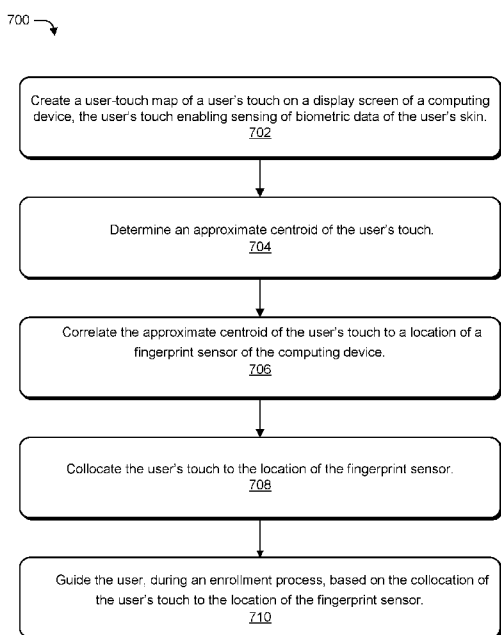 700
Create a user-touch map of a user's touch on a display screen of a computing
device, the user's touch enabling sensing of biometric data of the user's skin.
702
Determine an approximate centroid of the user's touch.
704
Correlate the approximate centroid of the user's touch to a location of a
fingerprint sensor of the computing device.
706
Collocate the user's touch to the location of the fingerprint sensor.
708
Guide the user, during an enrollment process, based on the collocation of
the user's touch to the location of the fingerprint sensor.
710